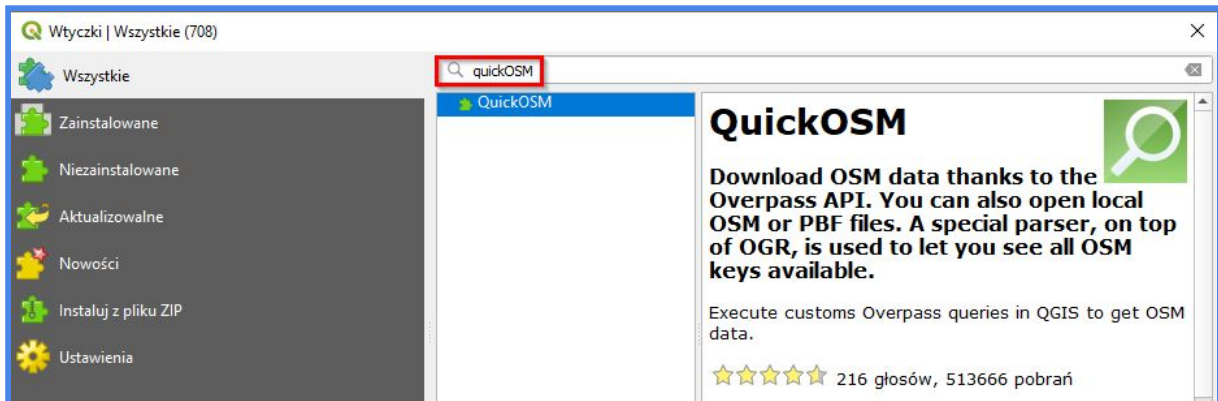 Wtyczki | Wszystkie (708)
Wszystkie
Zainstalowane
Niezainstalowane
Aktualizowalne
Nowości
Instaluj z pliku ZIP
Ustawienia
quickOSM
QuickOSM
QuickOSM
Download OSM data thanks to the
Overpass API. You can also open local
OSM or PBF files. A special parser, on top
of OGR, is used to let you see all OSM
keys available.
Execute customs Overpass queries in QGIS to get OSM
data.
216 głosów, 513666 pobrań